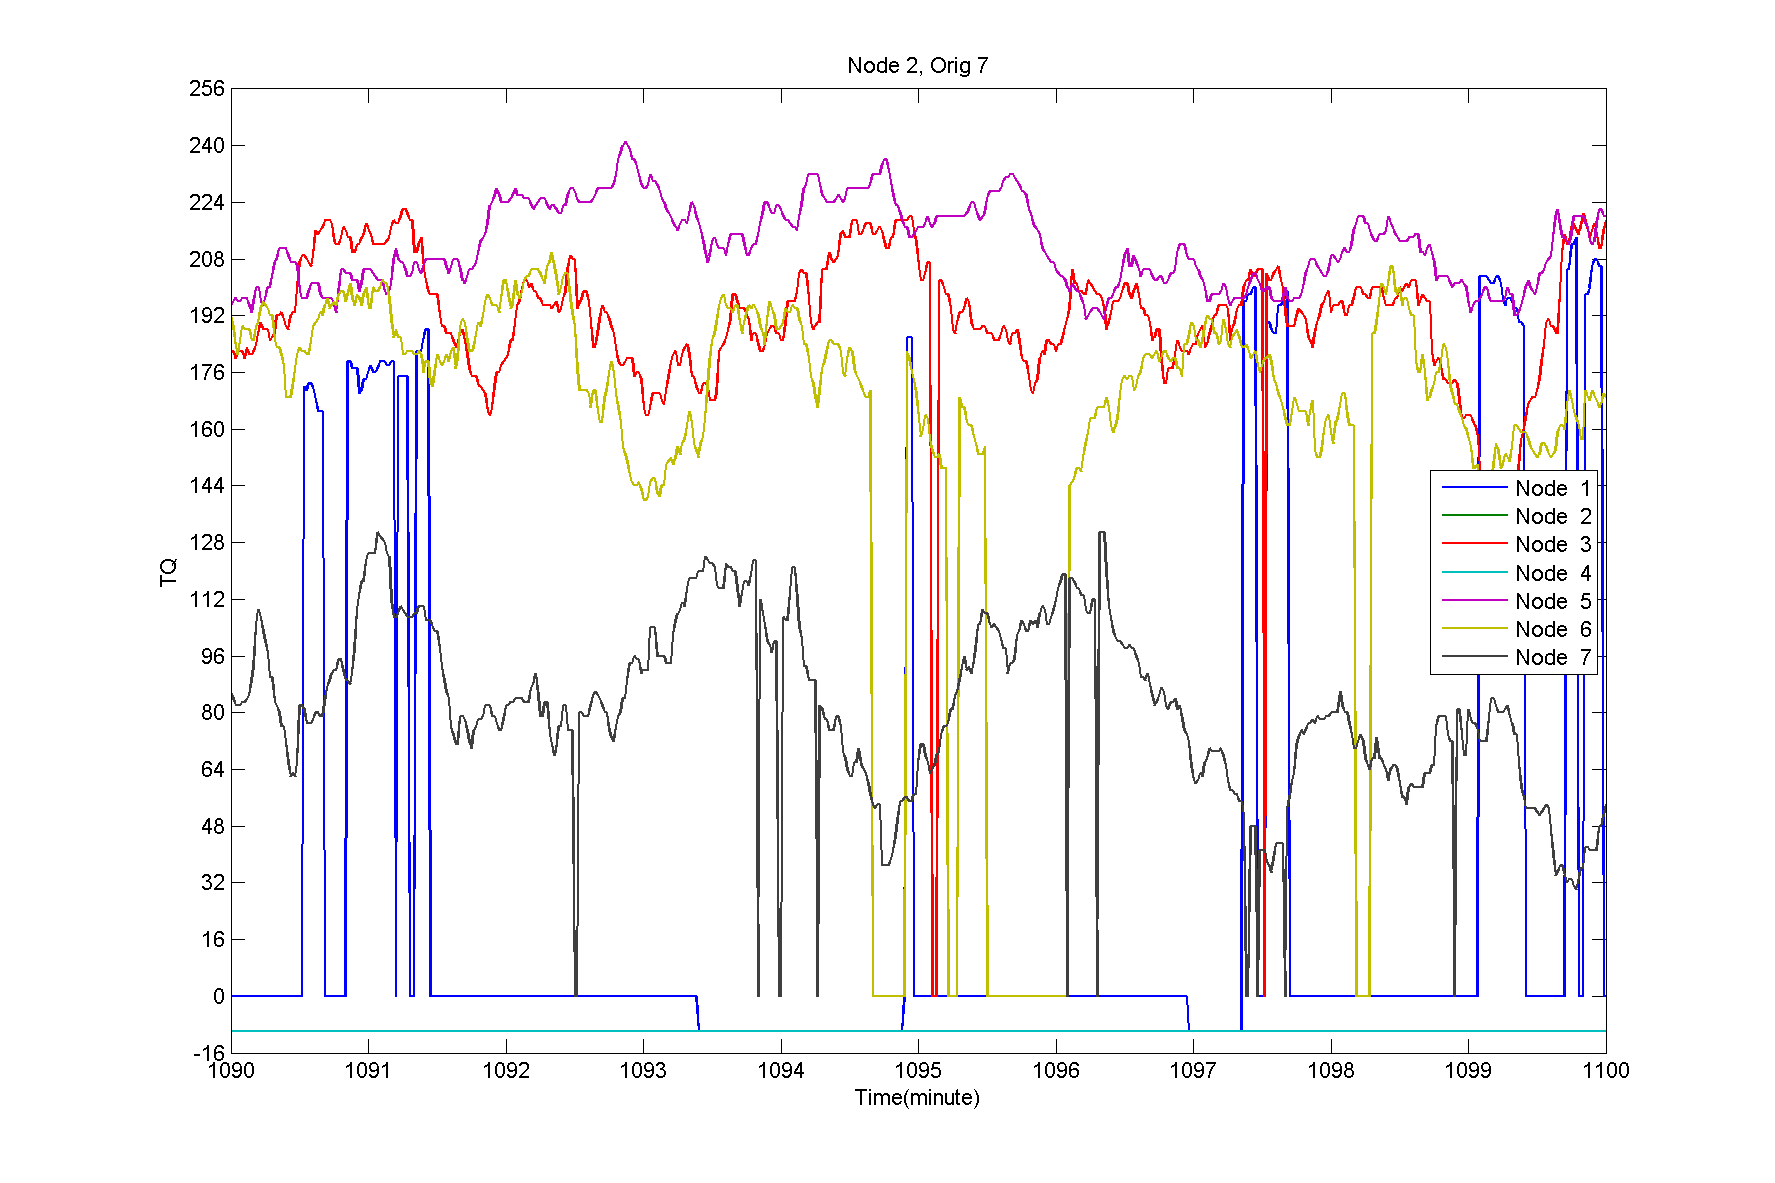 Node 2, Orig 7
256
240
224
208
192
176
160
144
128
112
96
80
64
48
32
16
0
-16
TQ
Node 1
Node 2
Node 3
Node 4
Node 5
Node 6
Node 7
1090 1091 1092 1093 1094 1095 1096 1097 1098 1099 1100
Time(minute)